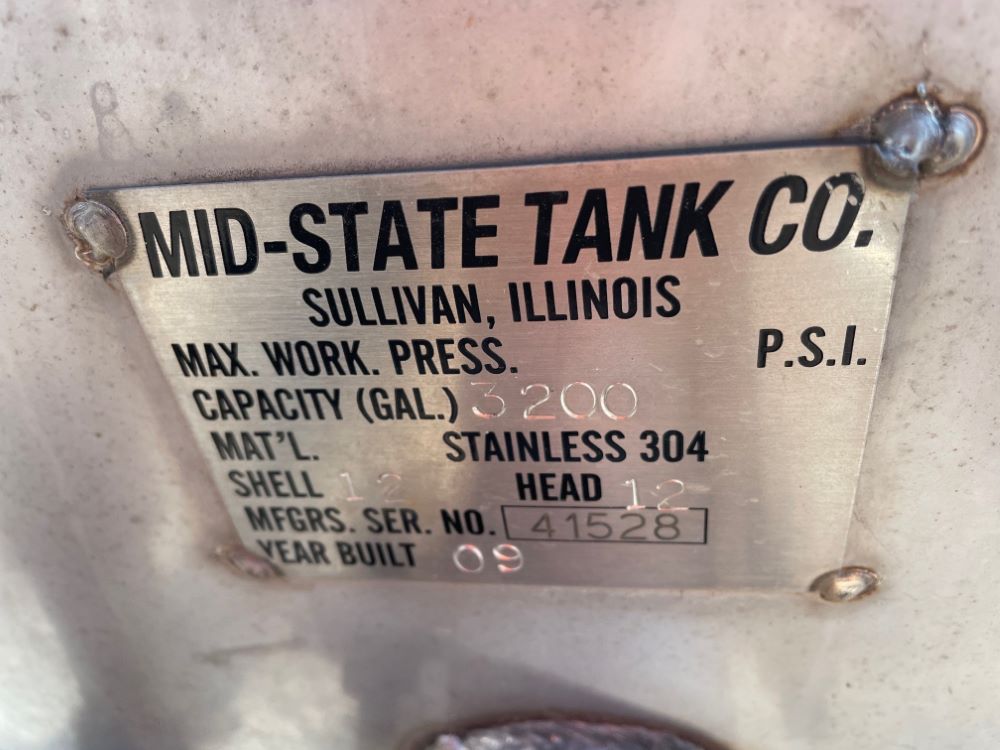 MID-STATE TANK CO.
SULLIVAN, ILLINOIS
MAX. WORK. PRESS. P.S.I.
CAPACITY (GAL.) 3200
MAT'L. STAINLESS 304
SHELL 12 HEAD 12
MFGRS. SER. NO. 41528
YEAR BUILT 09